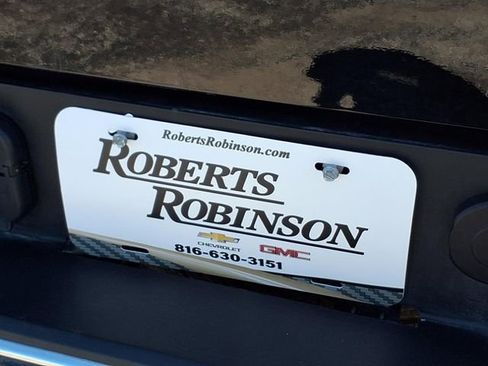 RobertsRobinson.com
ROBERTS
ROBINSON
CHEVROLET GMC
816-630-3151